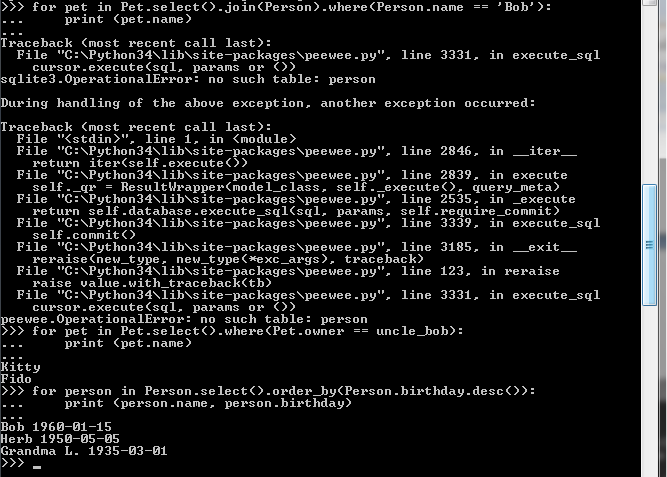 >>> for pet in Pet.select().join(Person).where(Person.name == 'Bob'):
...     print (pet.name)
...
Traceback (most recent call last):
  File "C:\Python34\lib\site-packages\peewee.py", line 3331, in execute_sql
    cursor.execute(sql, params or ())
sqlite3.OperationalError: no such table: person

During handling of the above exception, another exception occurred:

Traceback (most recent call last):
  File "<stdin>", line 1, in <module>
  File "C:\Python34\lib\site-packages\peewee.py", line 2846, in __iter__
    return iter(self.execute())
  File "C:\Python34\lib\site-packages\peewee.py", line 2839, in execute
    self._qr = ResultWrapper(model_class, self._execute(), query_meta)
  File "C:\Python34\lib\site-packages\peewee.py", line 2535, in _execute
    return self.database.execute_sql(sql, params, self.require_commit)
  File "C:\Python34\lib\site-packages\peewee.py", line 3339, in execute_sql
    self.commit()
  File "C:\Python34\lib\site-packages\peewee.py", line 3185, in __exit__
    reraise(new_type, new_type(*exc_args), traceback)
  File "C:\Python34\lib\site-packages\peewee.py", line 123, in reraise
    raise value.with_traceback(tb)
  File "C:\Python34\lib\site-packages\peewee.py", line 3331, in execute_sql
    cursor.execute(sql, params or ())
peewee.OperationalError: no such table: person
>>> for pet in Pet.select().where(Pet.owner == uncle_bob):
...     print (pet.name)
...
Kitty
Fido
>>> for person in Person.select().order_by(Person.birthday.desc()):
...     print (person.name, person.birthday)
...
Bob 1960-01-15
Herb 1950-05-05
Grandma L. 1935-03-01
>>> _